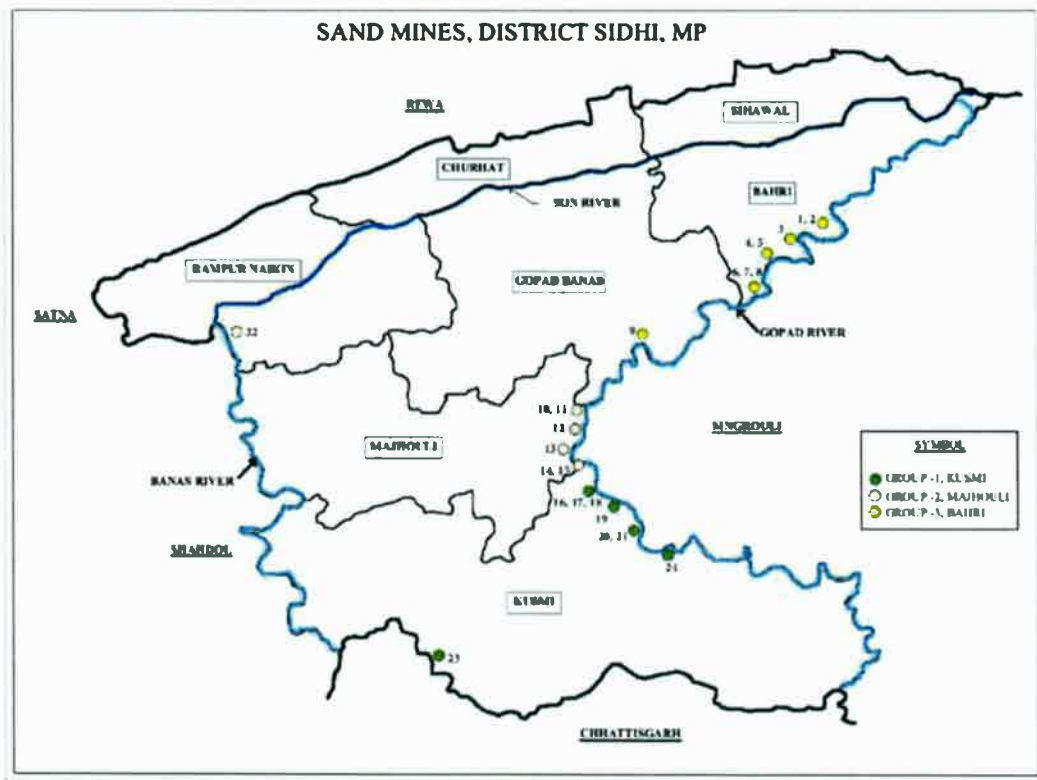 SAND MINES, DISTRICT SIDHI, MP
REWA
SIHAWAL
CHURHAT
SON RIVER
BAHRI
1, 2
3
4, 5
6, 7, 8
RAMPUR NAIKIN
GOPAD BANAS
SATNA
22
GOPAD RIVER
9
10, 11
12
MAJHOULI
13
14, 15
SINGROULI
SYMBOL
GROUP -1, KUSMI
GROUP -2, MAJHOULI
GROUP -3, BAHRI
BANAS RIVER
16, 17, 18
19
20, 21
SHAHDOL
KUSMI
23
CHHATTISGARH